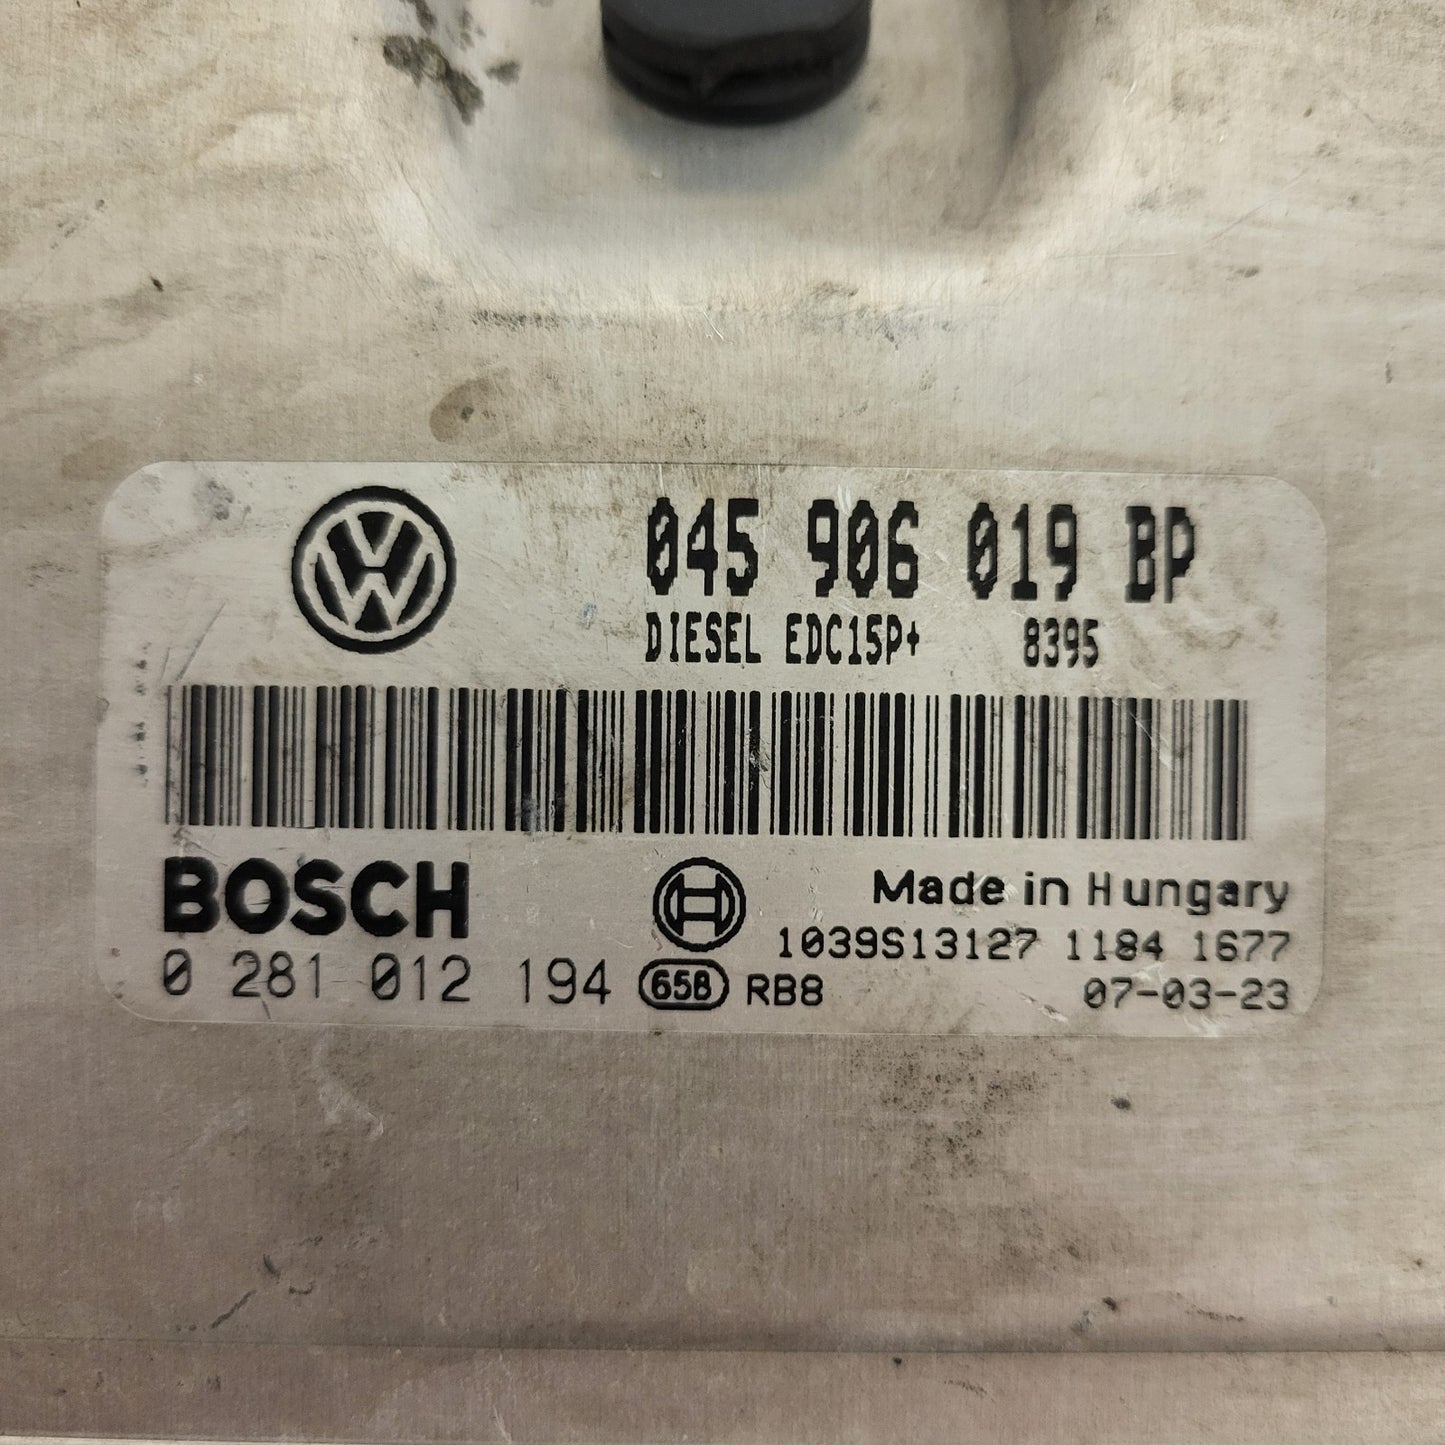 045 906 019 BP
DIESEL EDC15P+ 8395
BOSCH
Made in Hungary
1039S13127 1184 1677
0 281 012 194 65B RB8 07-03-23